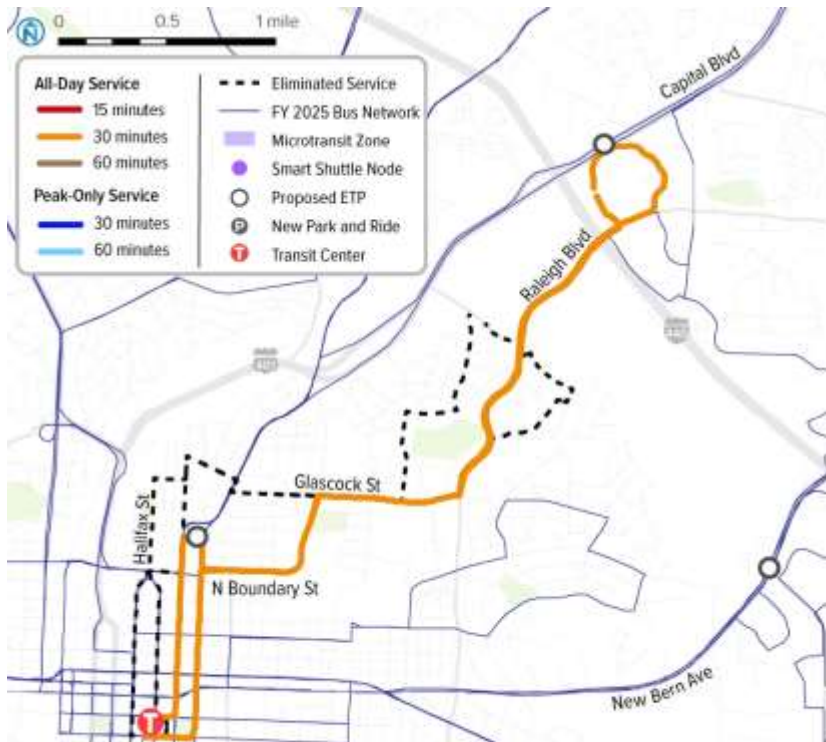 N
0 0.5 1 mile
All-Day Service
15 minutes
30 minutes
60 minutes
Peak-Only Service
30 minutes
60 minutes
Eliminated Service
FY 2025 Bus Network
Microtransit Zone
Smart Shuttle Node
Proposed ETP
P New Park and Ride
T Transit Center
Capital Blvd
Raleigh Blvd
Glascock St
Halifax St
N Boundary St
New Bern Ave
T